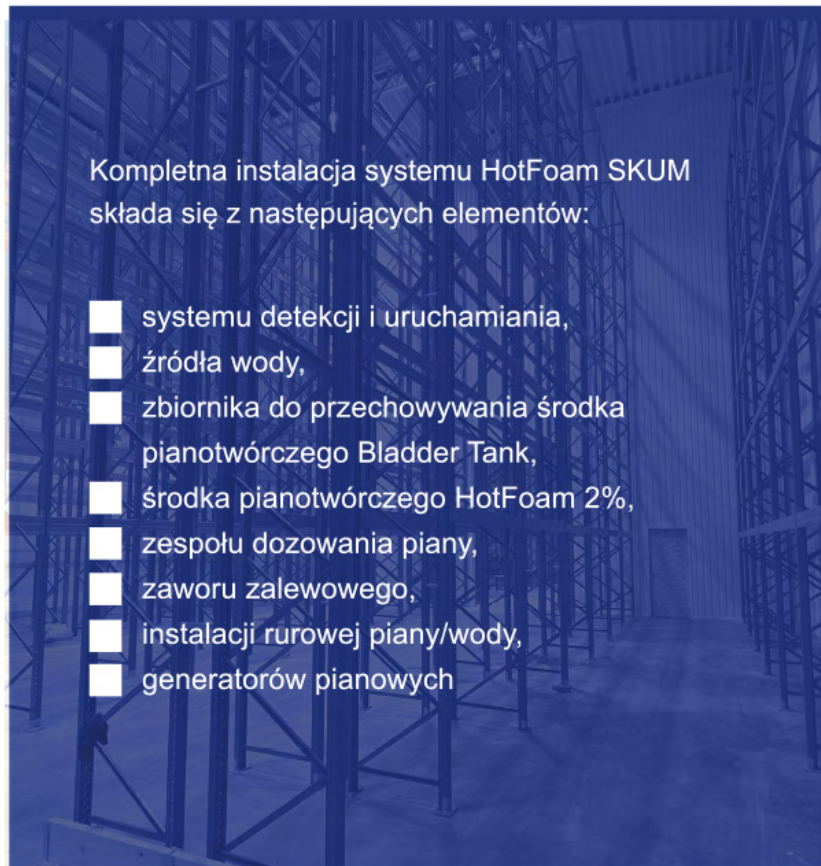 Kompletna instalacja systemu HotFoam SKUM
składa się z następujących elementów:
systemu detekcji i uruchamiania,
źródła wody,
zbiornika do przechowywania środka
pianotwórczego Bladder Tank,
środka pianotwórczego HotFoam 2%,
zespołu dozowania piany,
zaworu zalewowego,
instalacji rurowej piany/wody,
generatorów pianowych